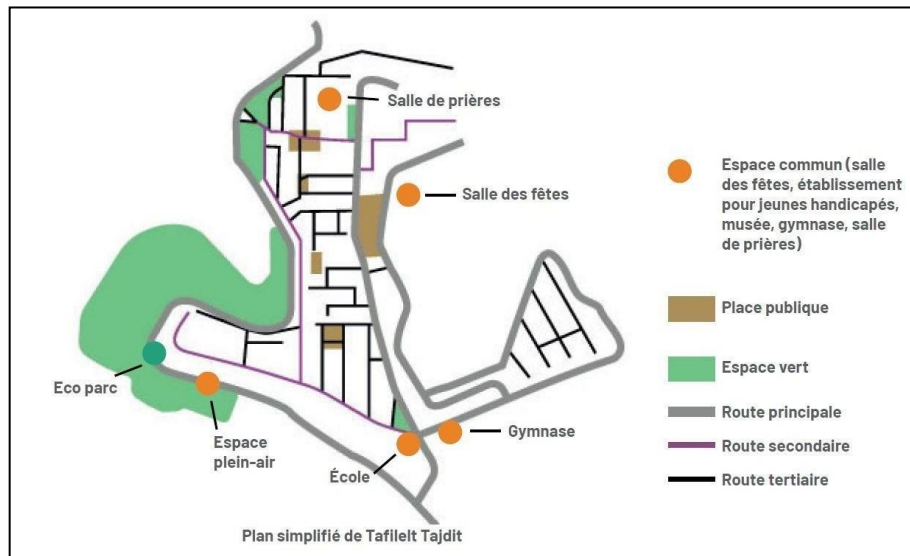 Salle de prières
Salle des fêtes
Eco parc
Espace
plein-air
École
Gymnase
Plan simplifié de Tafilelt Tajdit
Espace commun (salle
des fêtes, établissement
pour jeunes handicapés,
musée, gymnase, salle
de prières)
Place publique
Espace vert
Route principale
Route secondaire
Route tertiaire